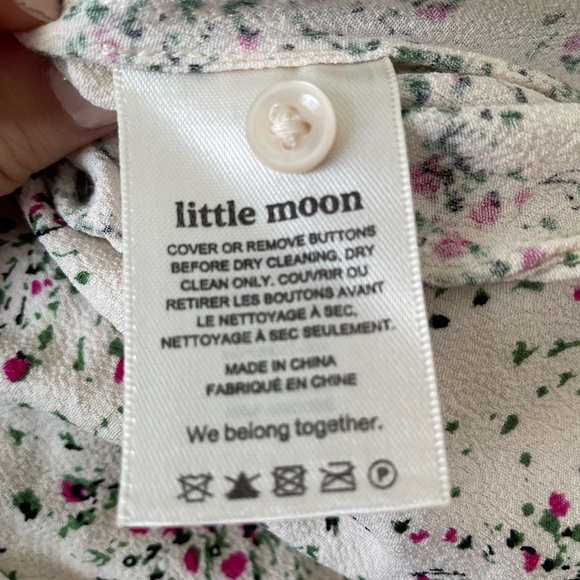 little moon
COVER OR REMOVE BUTTONS
BEFORE DRY CLEANING, DRY
CLEAN ONLY. COUVRIR OU
RETIRER LES BOUTONS AVANT
LE NETTOYAGE À SEC,
NETTOYAGE À SEC SEULEMENT.
MADE IN CHINA
FABRIQUÉ EN CHINE
We belong together.
P